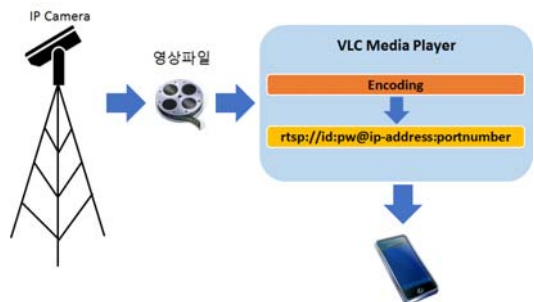 IP Camera
영상파일
VLC Media Player
Encoding
rtsp://id:pw@ip-address:portnumber